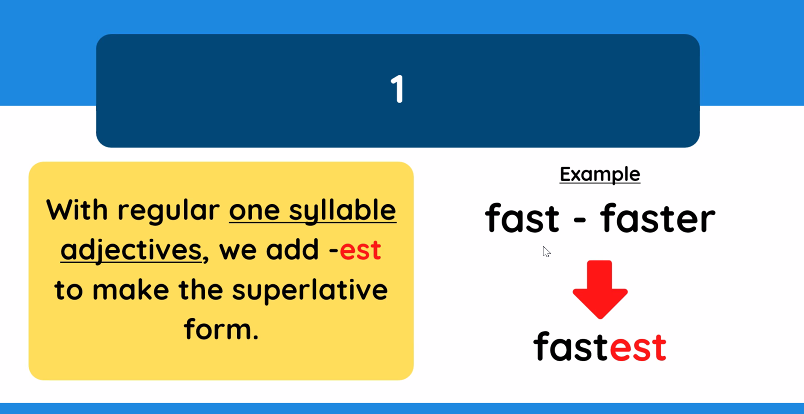 1
With regular one syllable
adjectives, we add -est
to make the superlative
form.
Example
fast - faster
fastest